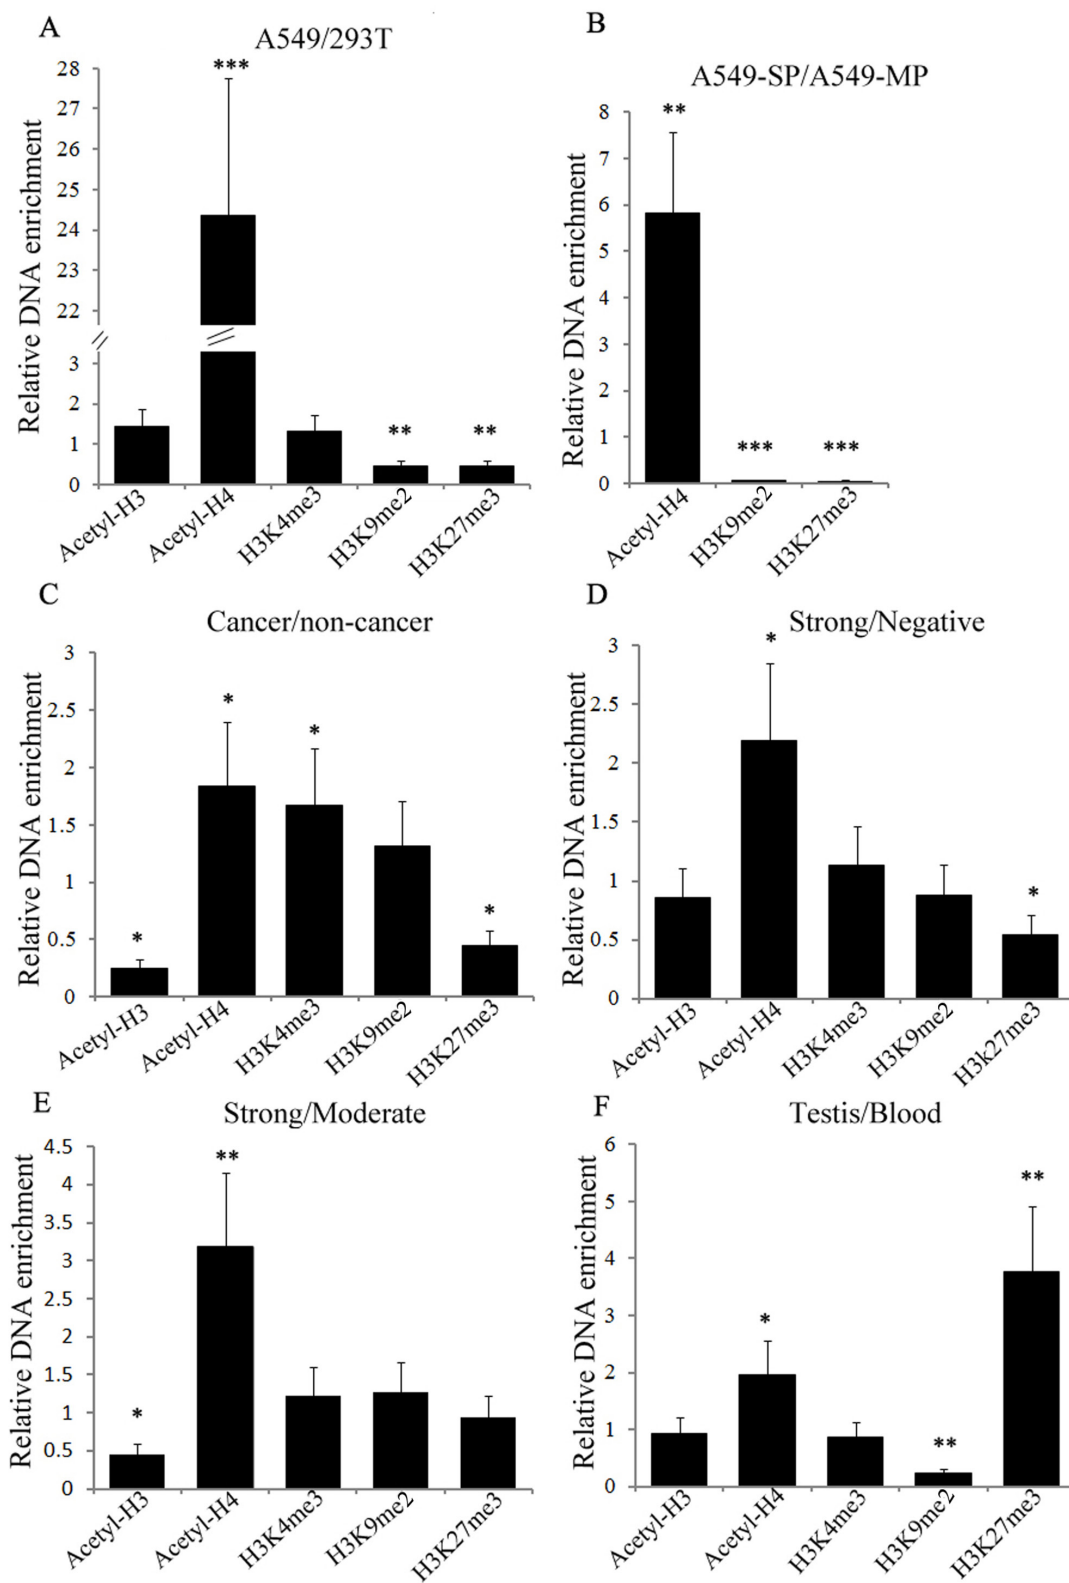 A
A549/293T
***
28
27
26
25
24
23
22
3
2
1
0
**
**
Relative DNA enrichment
Acetyl-H3
Acetyl-H4
H3K4me3
H3K9me2
H3K27me3
B
A549-SP/A549-MP
**
8
7
6
5
4
3
2
1
0
***
***
Relative DNA enrichment
Acetyl-H4
H3K9me2
H3K27me3
C
Cancer/non-cancer
3
2.5
2
1.5
1
0.5
0
*
*
*
*
Relative DNA enrichment
Acetyl-H3
Acetyl-H4
H3K4me3
H3K9me2
H3K27me3
D
Strong/Negative
*
3
2.5
2
1.5
1
0.5
0
*
Relative DNA enrichment
Acetyl-H3
Acetyl-H4
H3K4me3
H3K9me2
H3k27me3
E
Strong/Moderate
4.5
4
3.5
3
2.5
2
1.5
1
0.5
0
*
**
Relative DNA enrichment
Acetyl-H3
Acetyl-H4
H3K4me3
H3K9me2
H3K27me3
F
Testis/Blood
6
5
4
3
2
1
0
*
**
**
Relative DNA enrichment
Acetyl-H3
Acetyl-H4
H3K4me3
H3K9me2
H3K27me3